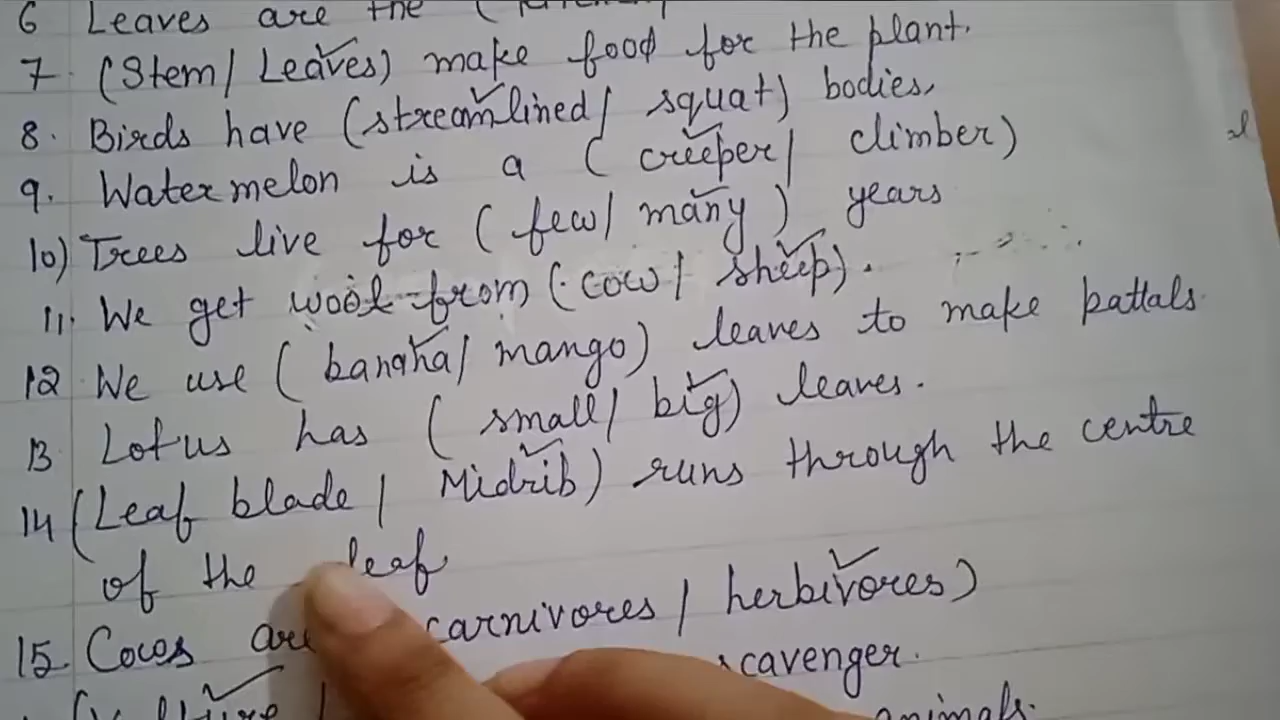 6 Leaves are the (
7. (Stem/ Leaves) make food for the plant.
8. Birds have (streamlined/ squat) bodies,
9. Watermelon is a ( creeper/ climber)
10) Trees live for ( few/ many ) years
11. We get wool from (cow/ sheep).
12 We use ( banana/ mango) leaves to make pattals
13 Lotus has ( small/ big) leaves.
14 (Leaf blade / Midrib) runs through the centre
of the leaf
15 Cows are carnivores / herbivores)
scavenger.
animals.